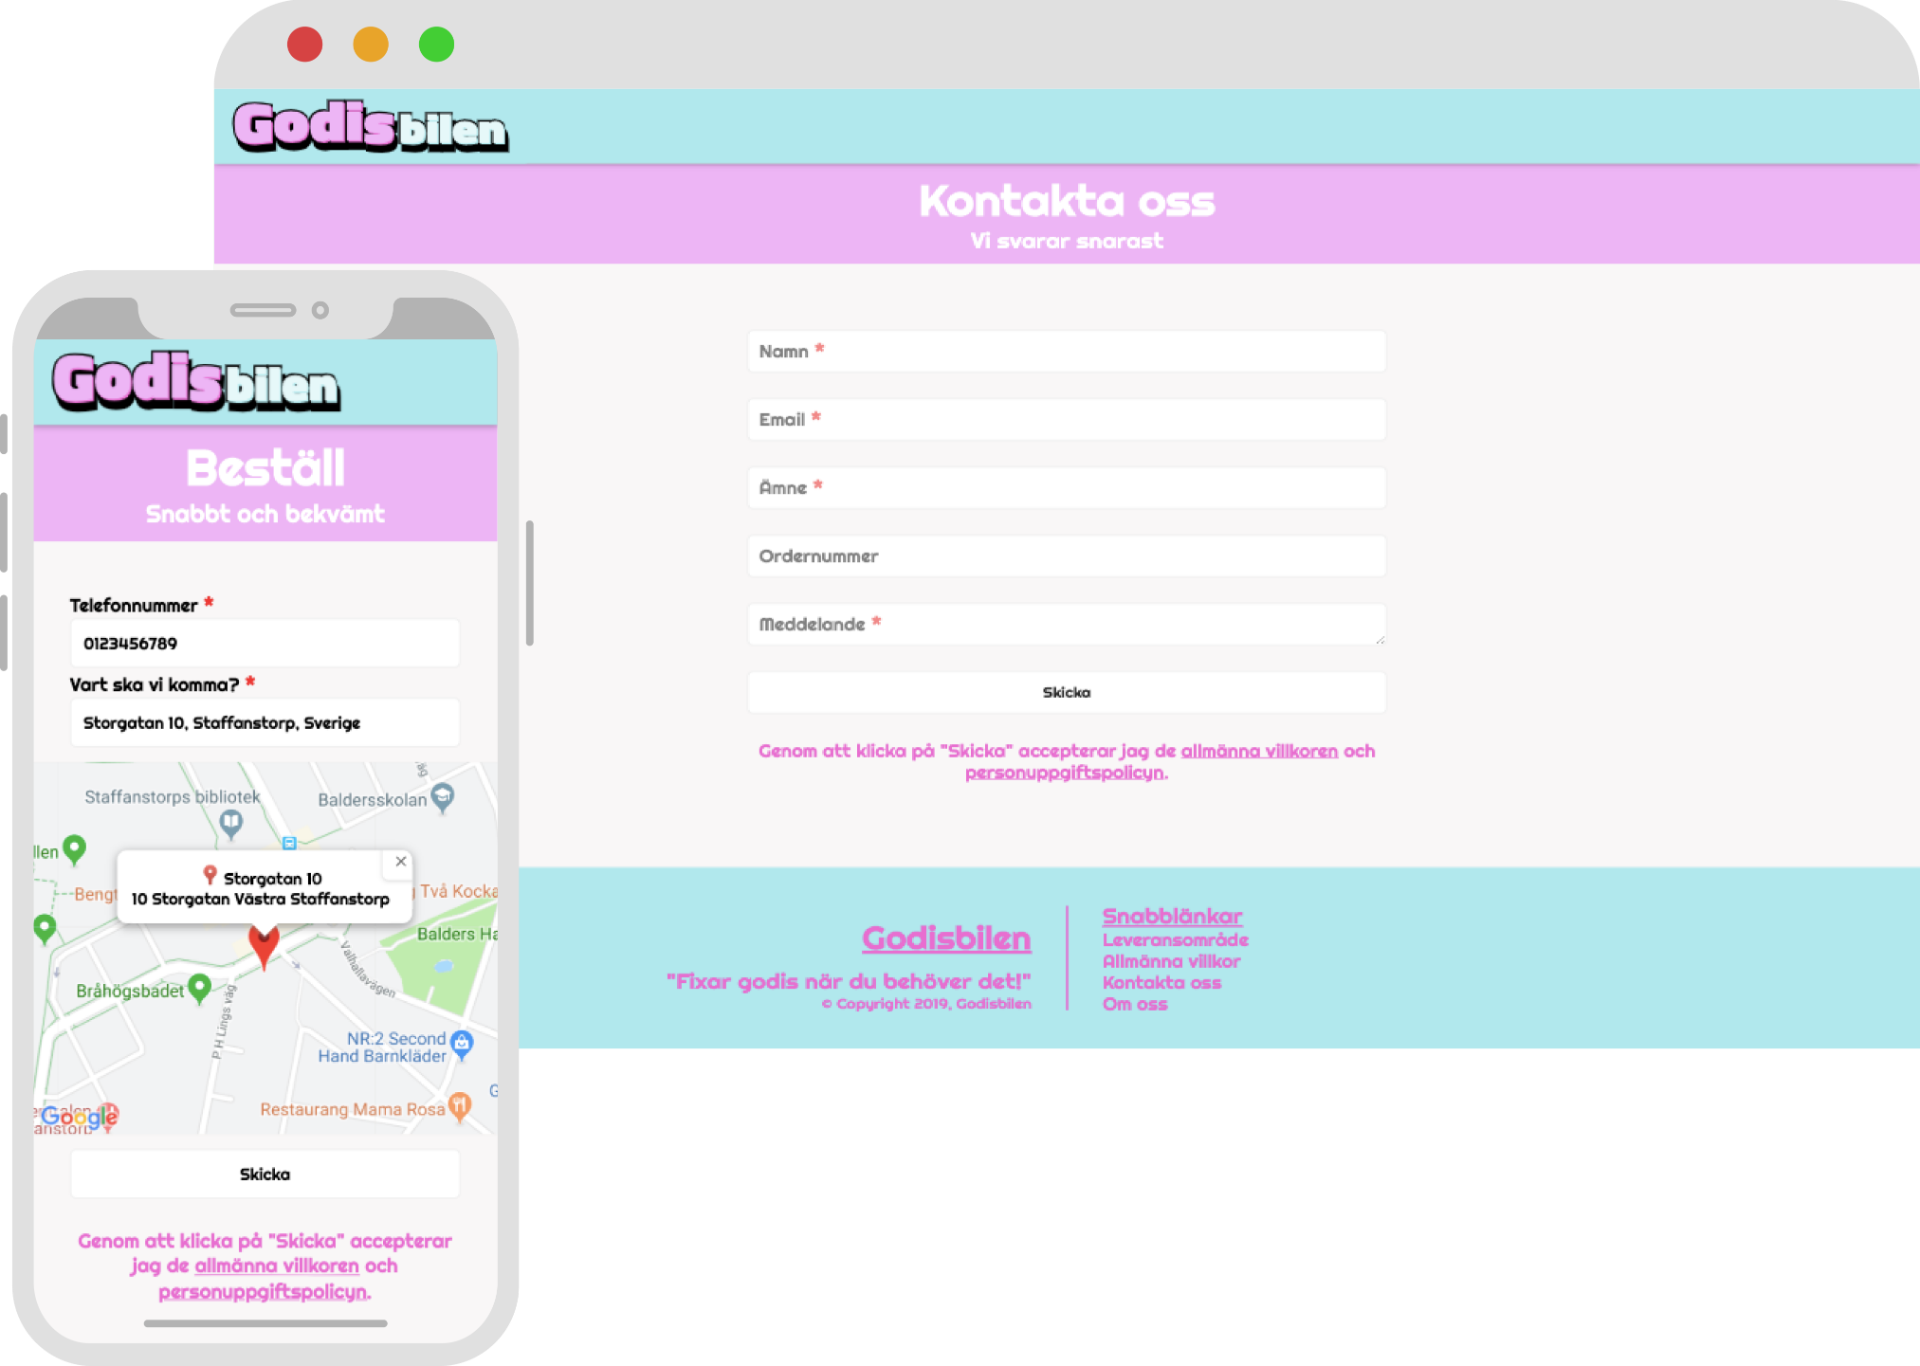 Godisbilen
Kontakta oss
Vi svarar snarast
Namn *
Email *
Ämne *
Ordernummer
Meddelande *
Skicka
Genom att klicka på "Skicka" accepterar jag de allmänna villkoren och
personuppgiftspolicyn.
Godisbilen
"Fixar godis när du behöver det!"
© Copyright 2019, Godisbilen
Snabblänkar
Leveransområde
Allmänna villkor
Kontakta oss
Om oss
Godisbilen
Beställ
Snabbt och bekvämt
Telefonnummer *
0123456789
Vart ska vi komma? *
Storgatan 10, Staffanstorp, Sverige
väg
Staffanstorps bibliotek
Baldersskolan
llen
Storgatan 10
10 Storgatan Västra Staffanstorp
Bengt
Två Kocka
Balders Ha
Valhallavägen
Bråhögsbadet
P H Lings väg
NR:2 Second
Hand Barnkläder
Restaurang Mama Rosa
G
Google
anstorp
Skicka
Genom att klicka på "Skicka" accepterar
jag de allmänna villkoren och
personuppgiftspolicyn.